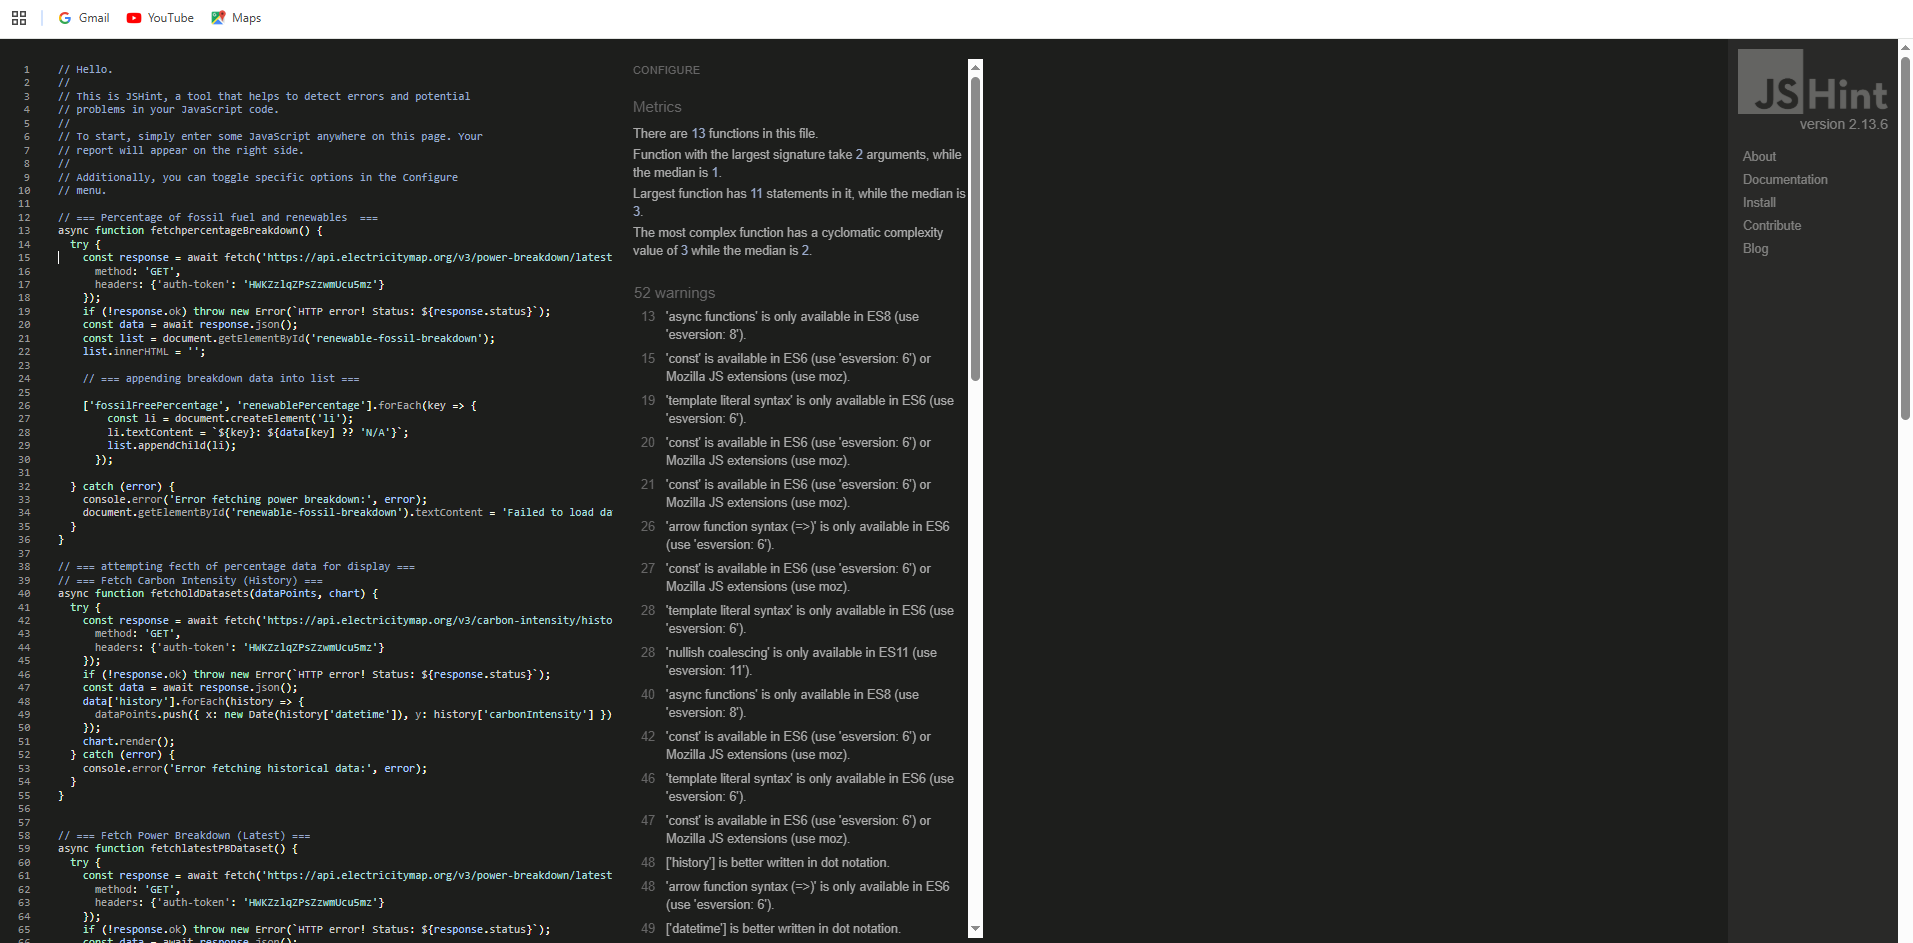 Gmail YouTube Maps
1 // Hello.
2 //
3 // This is JSHint, a tool that helps to detect errors and potential
4 // problems in your JavaScript code.
5 //
6 // To start, simply enter some JavaScript anywhere on this page. Your
7 // report will appear on the right side.
8 //
9 // Additionally, you can toggle specific options in the Configure
10 // menu.
11
12 // === Percentage of fossil fuel and renewables  ===
13 async function fetchpercentageBreakdown() {
14   try {
15     const response = await fetch('https://api.electricitymap.org/v3/power-breakdown/latest
16       method: 'GET',
17       headers: {'auth-token': 'HWKZzlqZPsZzwmUcu5mz'}
18     });
19     if (!response.ok) throw new Error(`HTTP error! Status: ${response.status}`);
20     const data = await response.json();
21     const list = document.getElementById('renewable-fossil-breakdown');
22     list.innerHTML = '';
23
24     // === appending breakdown data into list ===
25
26     ['fossilFreePercentage', 'renewablePercentage'].forEach(key => {
27         const li = document.createElement('li');
28         li.textContent = `${key}: ${data[key] ?? 'N/A'}`;
29         list.appendChild(li);
30       });
31
32   } catch (error) {
33     console.error('Error fetching power breakdown:', error);
34     document.getElementById('renewable-fossil-breakdown').textContent = 'Failed to load da
35   }
36 }
37
38 // === attempting fecth of percentage data for display ===
39 // === Fetch Carbon Intensity (History) ===
40 async function fetchOldDatasets(dataPoints, chart) {
41   try {
42     const response = await fetch('https://api.electricitymap.org/v3/carbon-intensity/histo
43       method: 'GET',
44       headers: {'auth-token': 'HWKZzlqZPsZzwmUcu5mz'}
45     });
46     if (!response.ok) throw new Error(`HTTP error! Status: ${response.status}`);
47     const data = await response.json();
48     data['history'].forEach(history => {
49       dataPoints.push({ x: new Date(history['datetime']), y: history['carbonIntensity'] })
50     });
51     chart.render();
52   } catch (error) {
53     console.error('Error fetching historical data:', error);
54   }
55 }
56
57
58 // === Fetch Power Breakdown (Latest) ===
59 async function fetchlatestPBDataset() {
60   try {
61     const response = await fetch('https://api.electricitymap.org/v3/power-breakdown/latest
62       method: 'GET',
63       headers: {'auth-token': 'HWKZzlqZPsZzwmUcu5mz'}
64     });
65     if (!response.ok) throw new Error(`HTTP error! Status: ${response.status}`);
66     const data = await response.json();
CONFIGURE
Metrics
There are 13 functions in this file.
Function with the largest signature take 2 arguments, while
the median is 1.
Largest function has 11 statements in it, while the median is
3.
The most complex function has a cyclomatic complexity
value of 3 while the median is 2.
52 warnings
13 'async functions' is only available in ES8 (use
'esversion: 8').
15 'const' is available in ES6 (use 'esversion: 6') or
Mozilla JS extensions (use moz).
19 'template literal syntax' is only available in ES6 (use
'esversion: 6').
20 'const' is available in ES6 (use 'esversion: 6') or
Mozilla JS extensions (use moz).
21 'const' is available in ES6 (use 'esversion: 6') or
Mozilla JS extensions (use moz).
26 'arrow function syntax (=>)' is only available in ES6
(use 'esversion: 6').
27 'const' is available in ES6 (use 'esversion: 6') or
Mozilla JS extensions (use moz).
28 'template literal syntax' is only available in ES6 (use
'esversion: 6').
28 'nullish coalescing' is only available in ES11 (use
'esversion: 11').
40 'async functions' is only available in ES8 (use
'esversion: 8').
42 'const' is available in ES6 (use 'esversion: 6') or
Mozilla JS extensions (use moz).
46 'template literal syntax' is only available in ES6 (use
'esversion: 6').
47 'const' is available in ES6 (use 'esversion: 6') or
Mozilla JS extensions (use moz).
48 ['history'] is better written in dot notation.
48 'arrow function syntax (=>)' is only available in ES6
(use 'esversion: 6').
49 ['datetime'] is better written in dot notation.
JSHint
version 2.13.6
About
Documentation
Install
Contribute
Blog